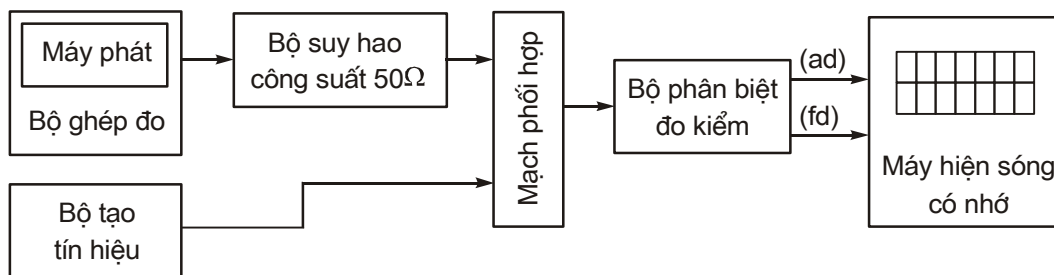 Máy phát
Bộ ghép đo
Bộ suy hao
công suất 50Ω
Bộ tạo
tín hiệu
Mạch phối hợp
Bộ phân biệt
đo kiểm
(ad)
(fd)
Máy hiện sóng
có nhớ